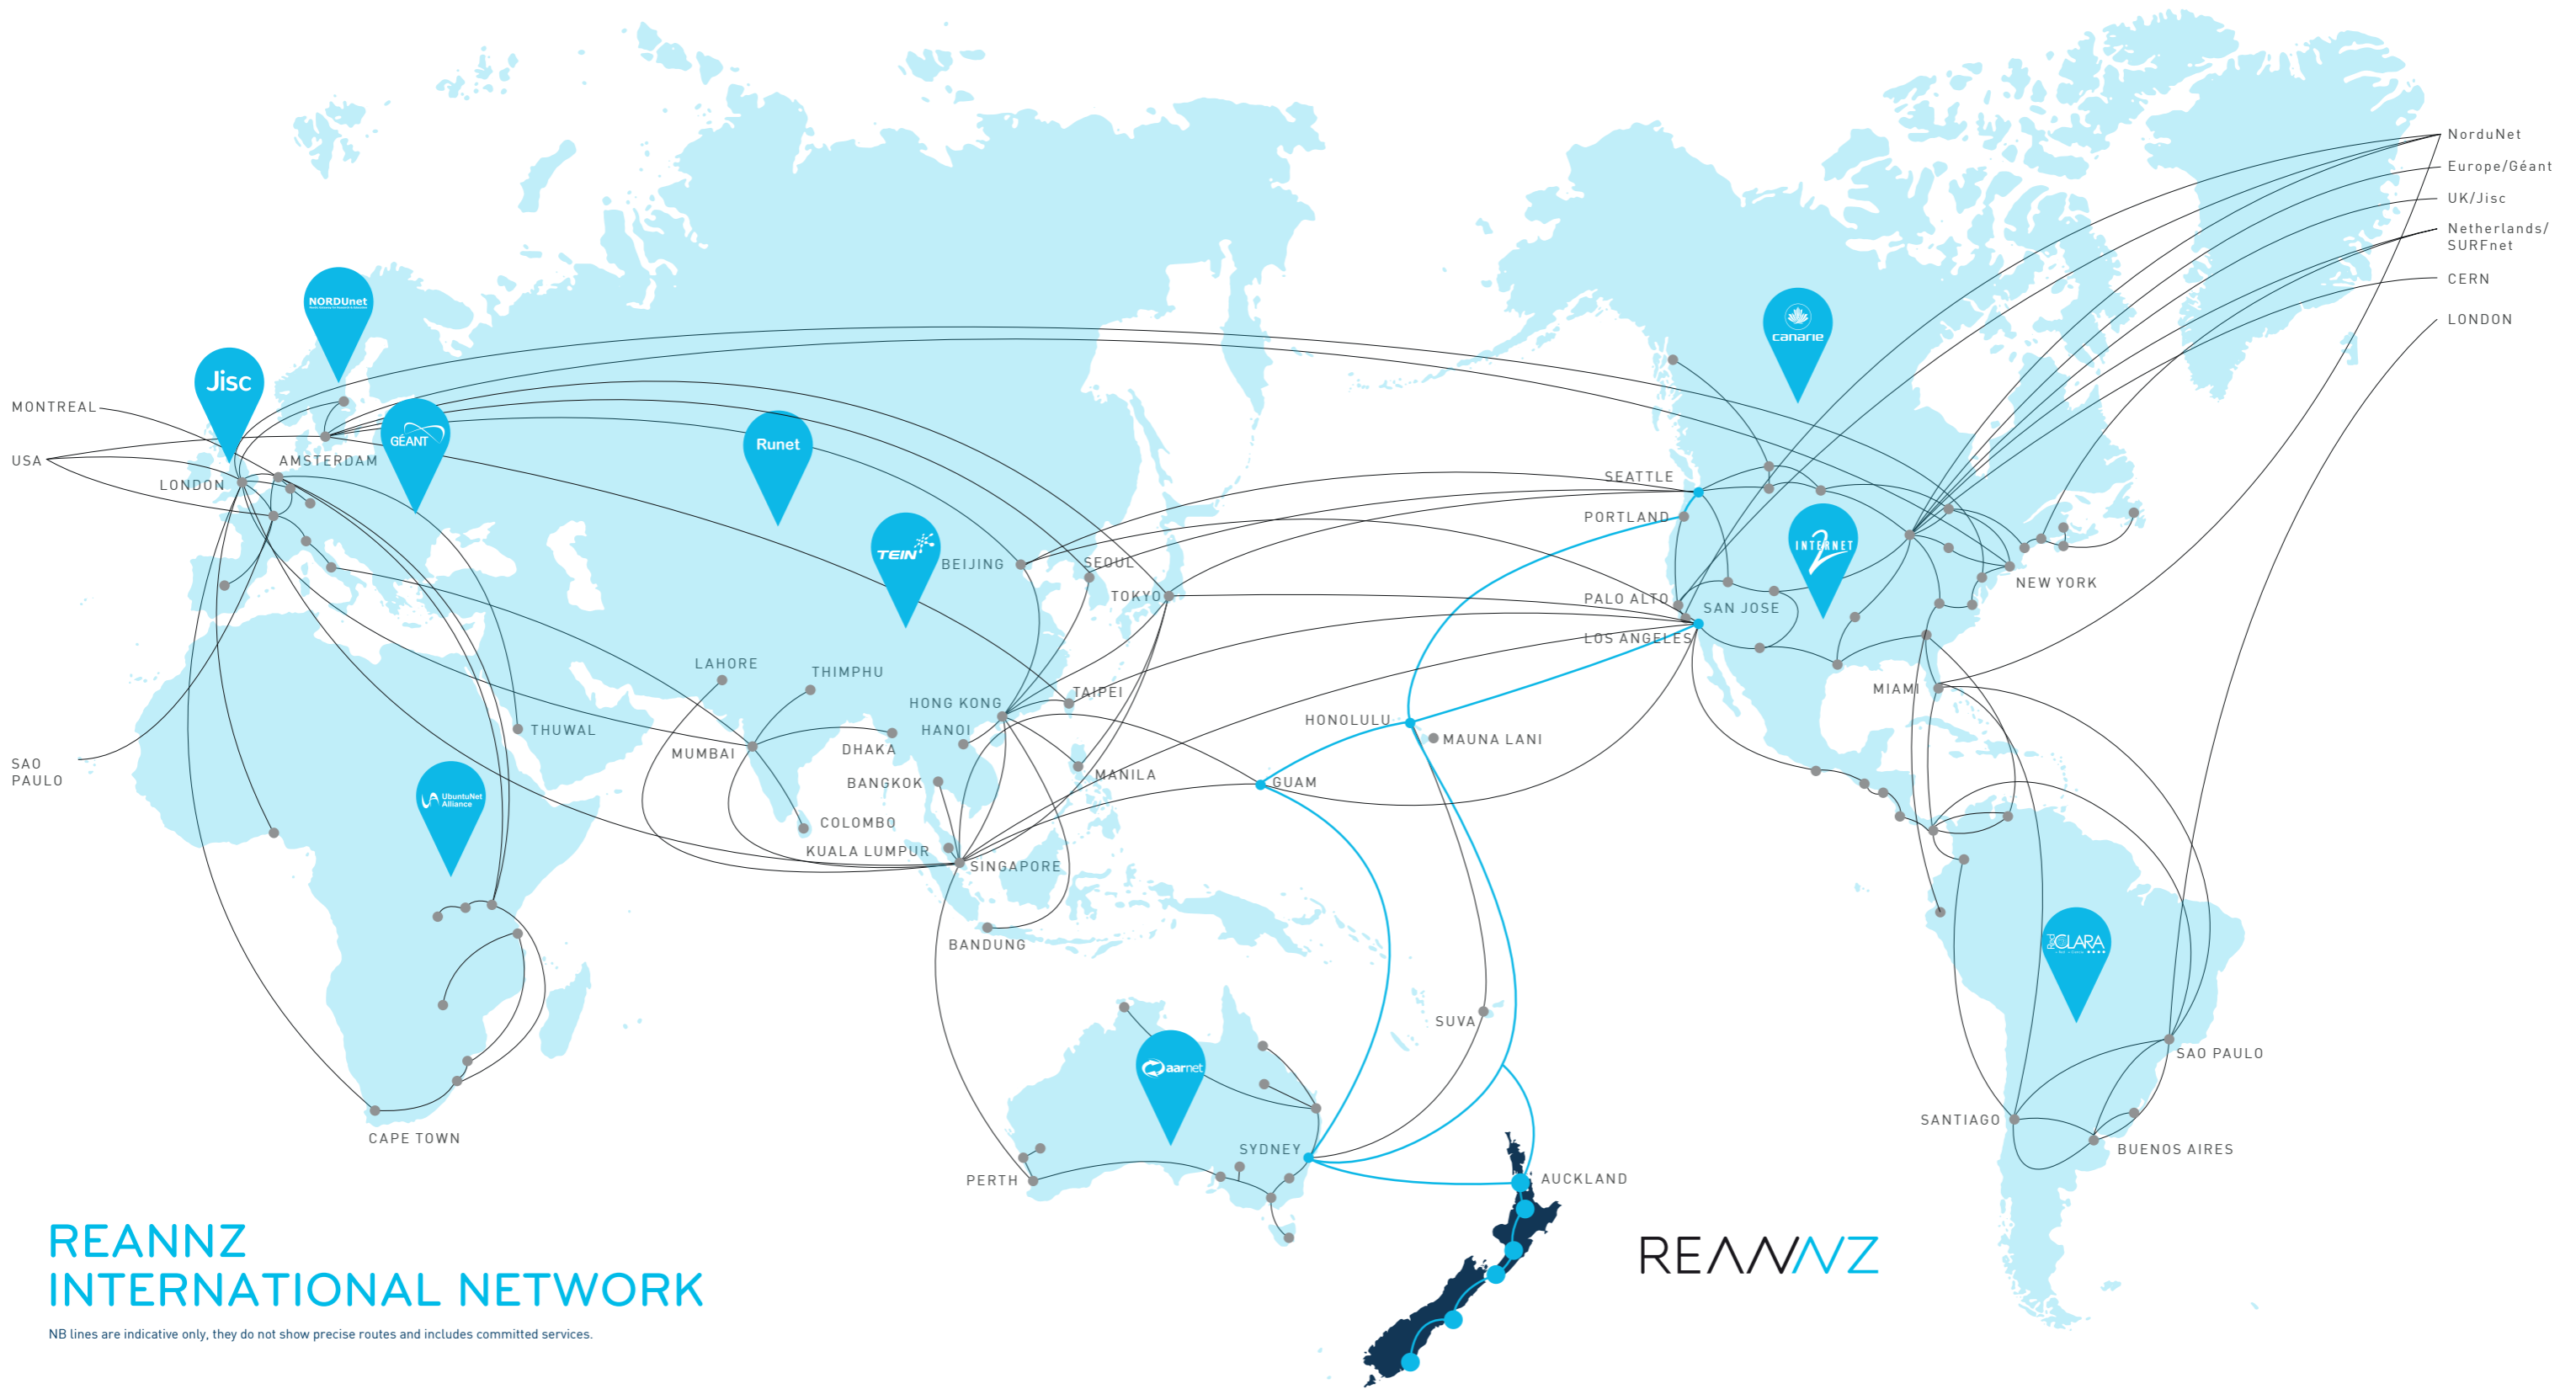 NorduNet
Europe/Géant
UK/Jisc
Netherlands/
SURFnet
CERN
LONDON
NORDUnet
canarie
Jisc
MONTREAL
GÉANT
Runet
USA
AMSTERDAM
LONDON
SEATTLE
PORTLAND
INTERNET
2
TEIN
BEIJING
SEOUL
TOKYO
NEW YORK
PALO ALTO
SAN JOSE
LOS ANGELES
LAHORE
THIMPHU
TAIPEI
MIAMI
HONG KONG
HANOI
HONOLULU
MAUNA LANI
THUWAL
MUMBAI
DHAKA
SAO
PAULO
BANGKOK
MANILA
GUAM
UbuntuNet
Alliance
COLOMBO
KUALA LUMPUR
SINGAPORE
BANDUNG
Red
CLARA
SUVA
aarnet
SAO PAULO
SANTIAGO
BUENOS AIRES
CAPE TOWN
SYDNEY
PERTH
AUCKLAND
REANNZ
REANNZ
INTERNATIONAL NETWORK
NB lines are indicative only, they do not show precise routes and includes committed services.